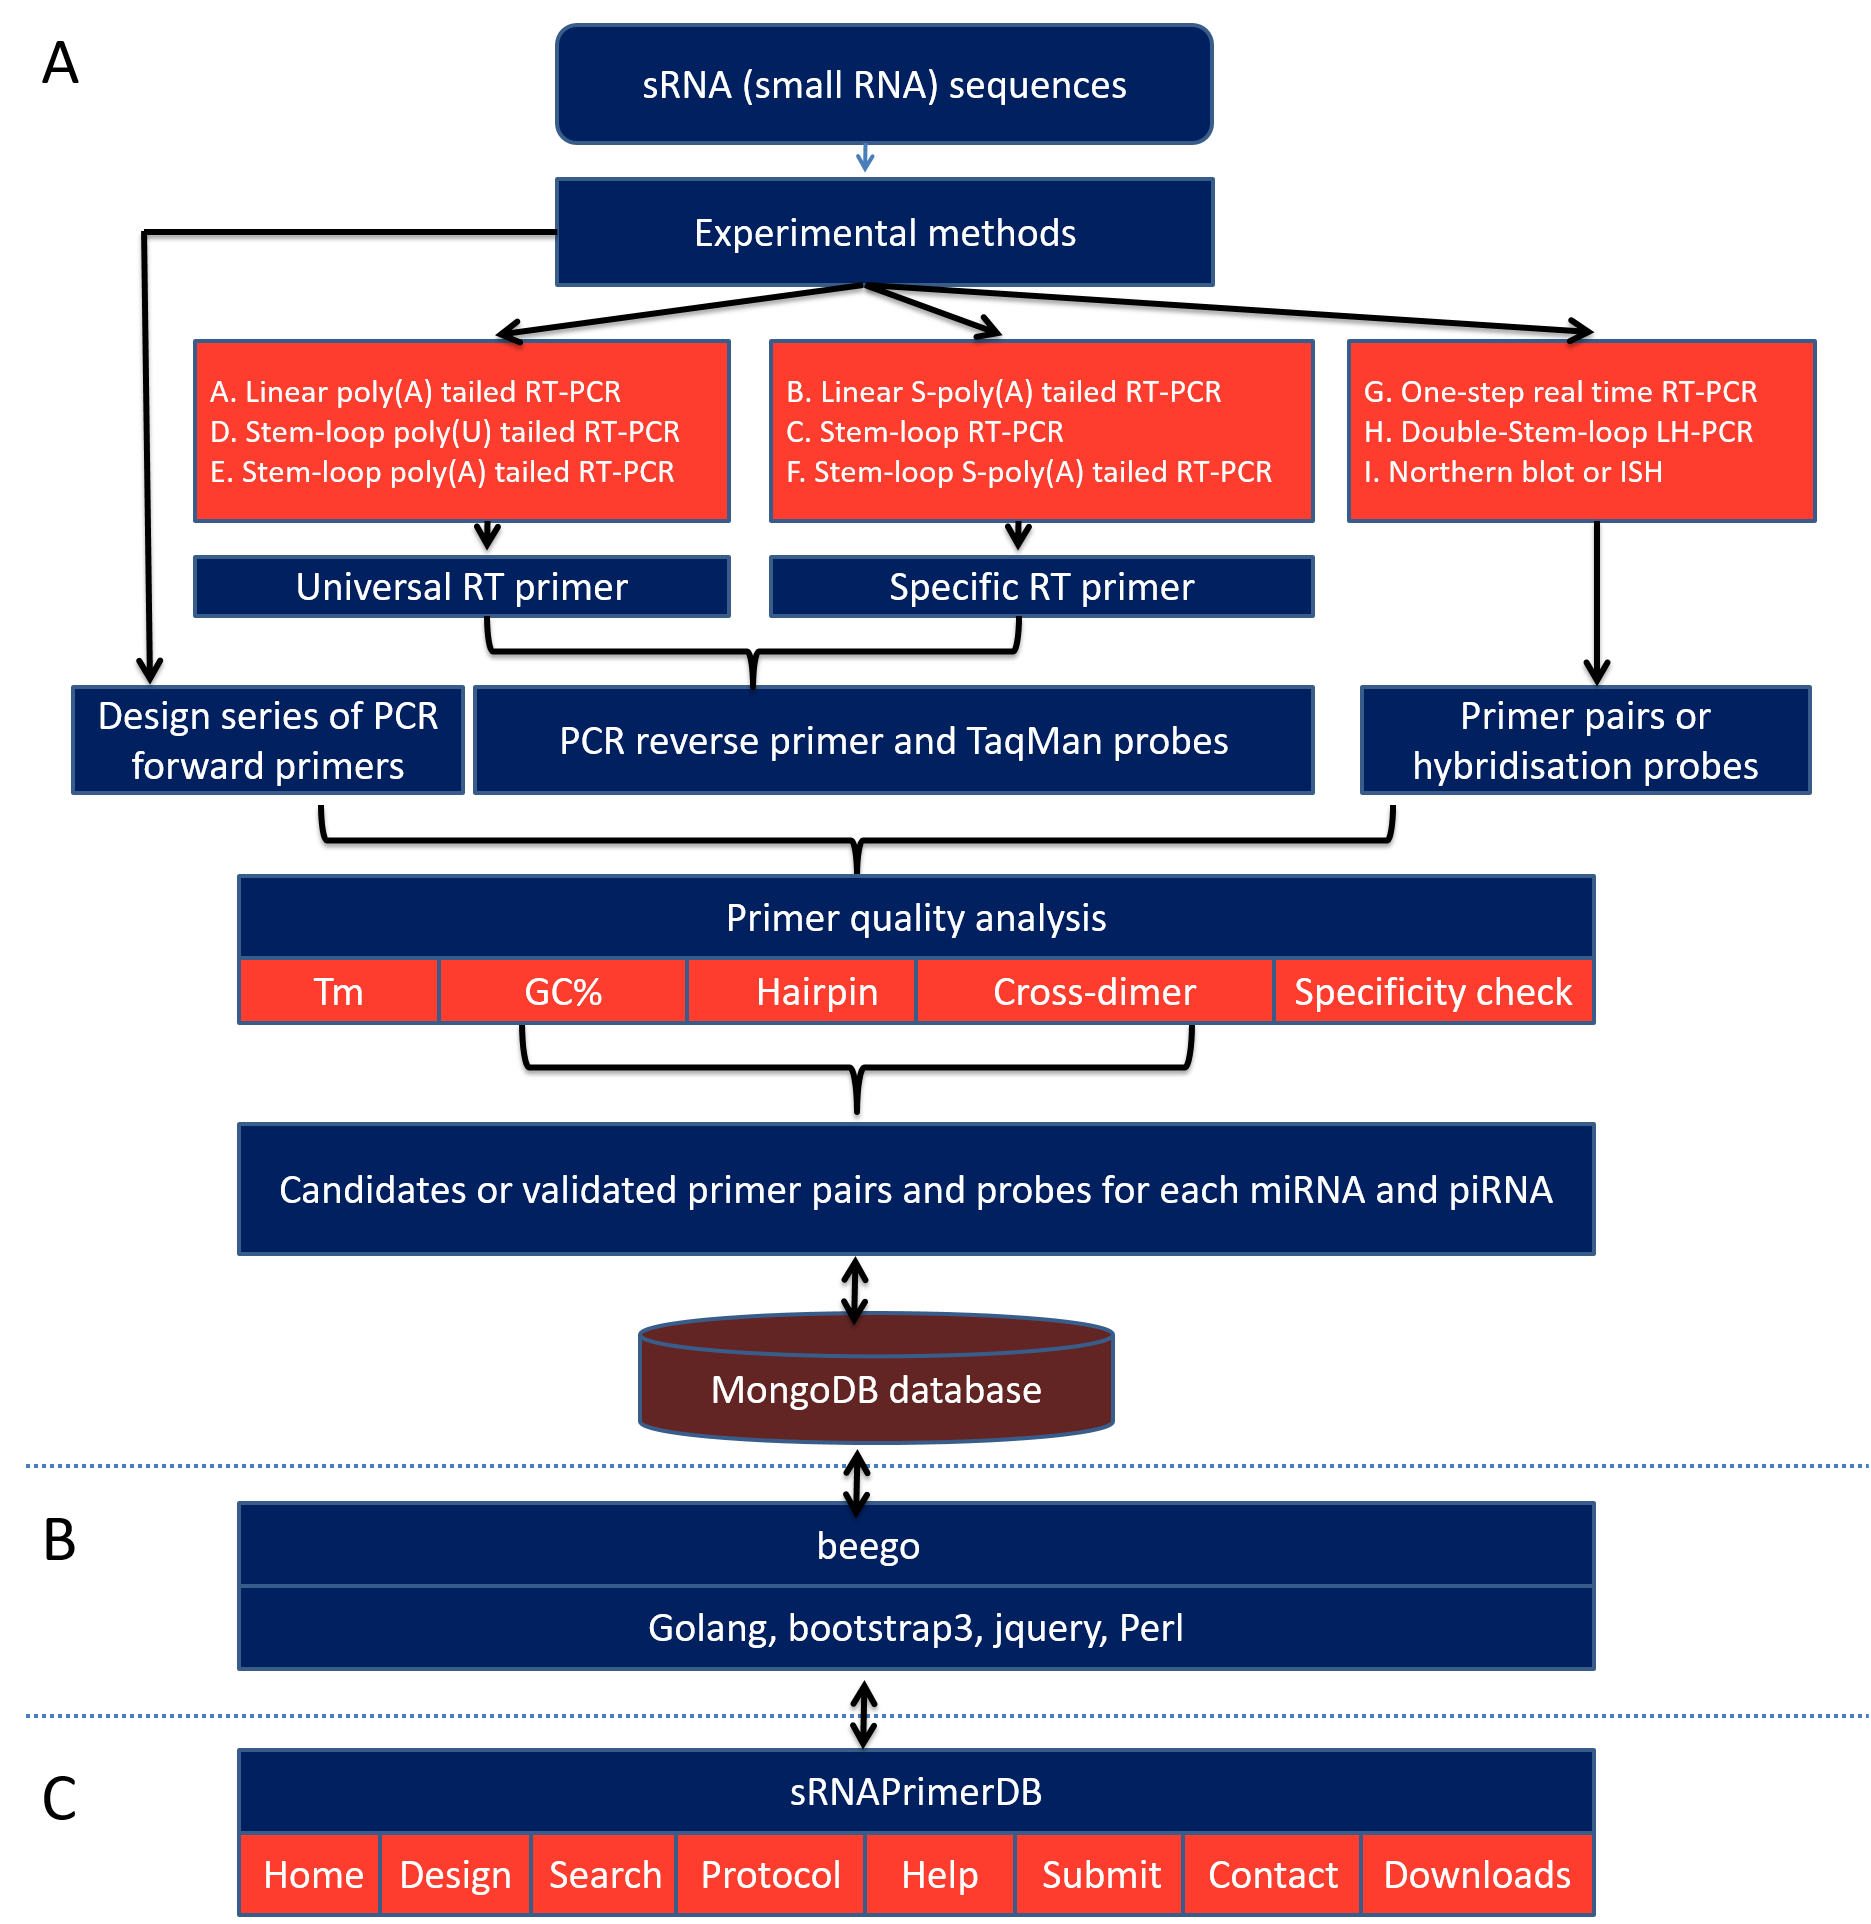 A
sRNA (small RNA) sequences
Experimental methods
A. Linear poly(A) tailed RT-PCR
D. Stem-loop poly(U) tailed RT-PCR
E. Stem-loop poly(A) tailed RT-PCR
B. Linear S-poly(A) tailed RT-PCR
C. Stem-loop RT-PCR
F. Stem-loop S-poly(A) tailed RT-PCR
G. One-step real time RT-PCR
H. Double-Stem-loop LH-PCR
I. Northern blot or ISH
Universal RT primer
Specific RT primer
Design series of PCR
forward primers
PCR reverse primer and TaqMan probes
Primer pairs or
hybridisation probes
Primer quality analysis
Tm
GC%
Hairpin
Cross-dimer
Specificity check
Candidates or validated primer pairs and probes for each miRNA and piRNA
MongoDB database
B
beego
Golang, bootstrap3, jquery, Perl
C
sRNAPrimerDB
Home
Design
Search
Protocol
Help
Submit
Contact
Downloads